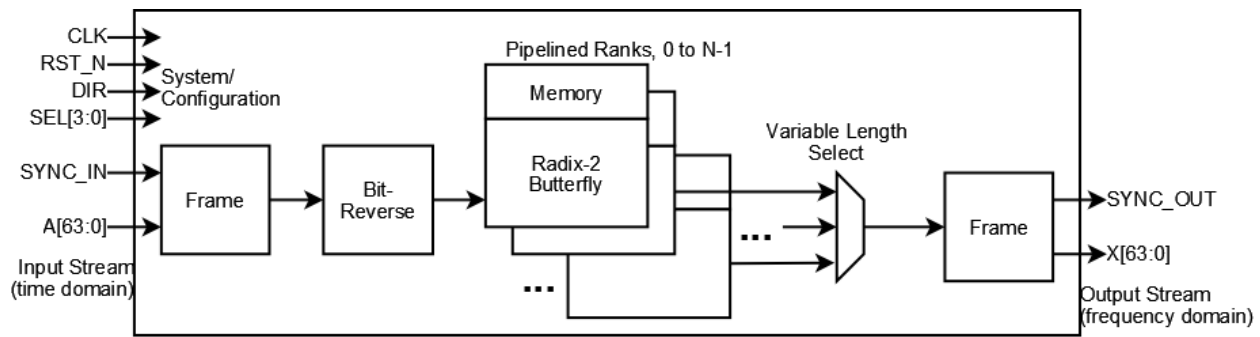 CLK
RST_N
DIR
SEL[3:0]
System/
Configuration
SYNC_IN
A[63:0]
Input Stream
(time domain)
Frame
Bit-
Reverse
Pipelined Ranks, 0 to N-1
Memory
Radix-2
Butterfly
...
...
Variable Length
Select
Frame
SYNC_OUT
X[63:0]
Output Stream
(frequency domain)